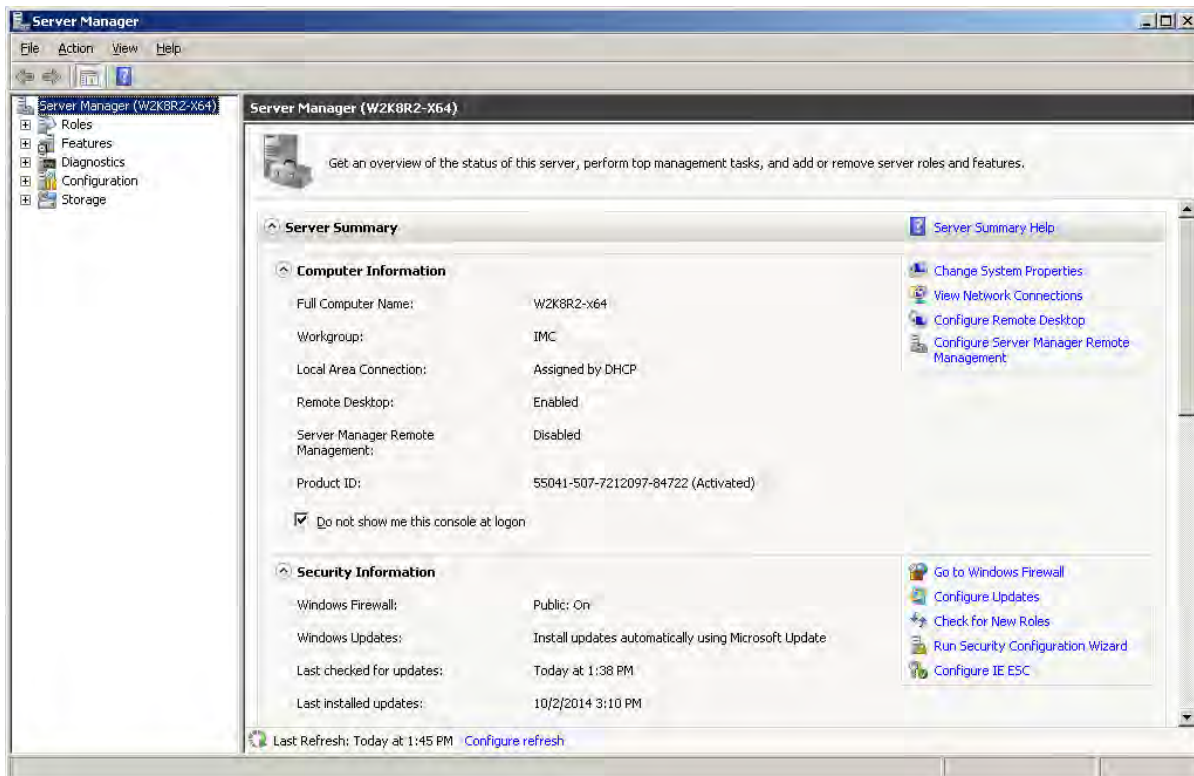 Server Manager
File Action View Help
Server Manager (W2K8R2-X64)
Roles
Features
Diagnostics
Configuration
Storage
Server Manager (W2K8R2-X64)
Get an overview of the status of this server, perform top management tasks, and add or remove server roles and features.
Server Summary
Server Summary Help
Computer Information
Full Computer Name: W2K8R2-x64
Workgroup: IMC
Local Area Connection: Assigned by DHCP
Remote Desktop: Enabled
Server Manager Remote
Management:
Disabled
Product ID: 55041-507-7212097-84722 (Activated)
Do not show me this console at logon
Change System Properties
View Network Connections
Configure Remote Desktop
Configure Server Manager Remote
Management
Security Information
Windows Firewall: Public: On
Windows Updates: Install updates automatically using Microsoft Update
Last checked for updates: Today at 1:38 PM
Last installed updates: 10/2/2014 3:10 PM
Go to Windows Firewall
Configure Updates
Check for New Roles
Run Security Configuration Wizard
Configure IE ESC
Last Refresh: Today at 1:45 PM Configure refresh